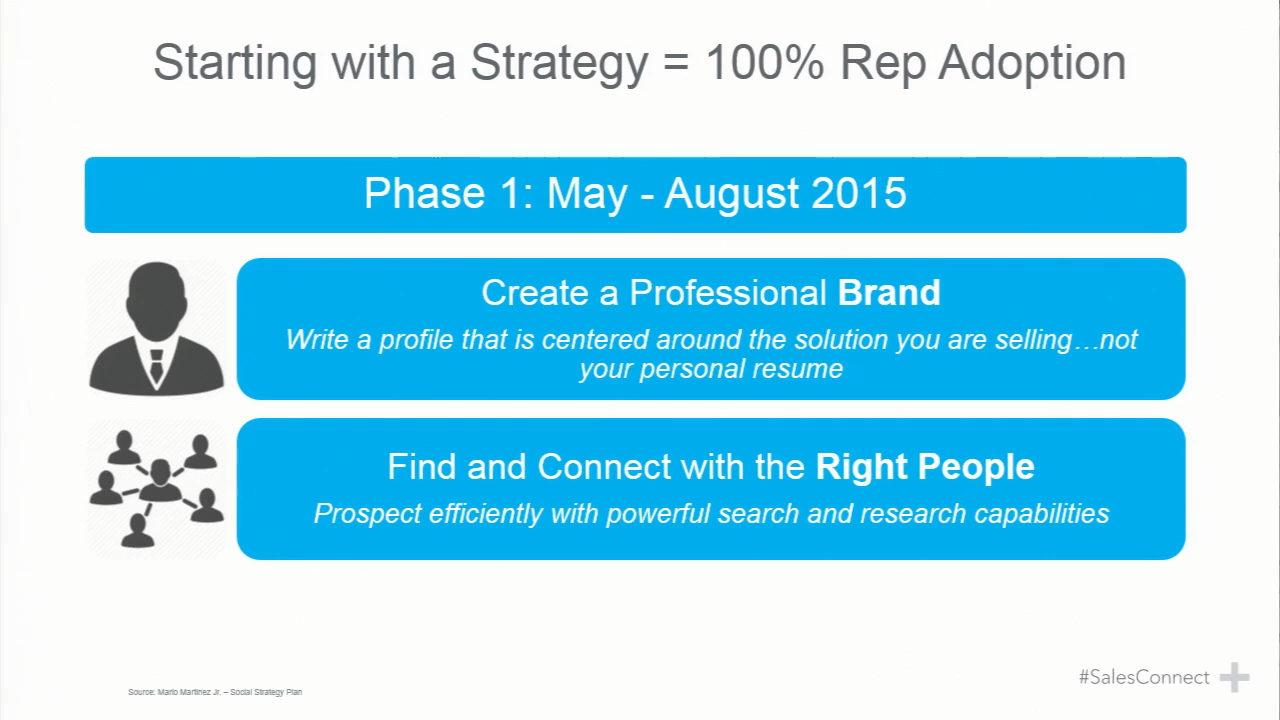 Starting with a Strategy = 100% Rep Adoption
Phase 1: May - August 2015
Create a Professional Brand
Write a profile that is centered around the solution you are selling…not
your personal resume
Find and Connect with the Right People
Prospect efficiently with powerful search and research capabilities
#SalesConnect
Source: Mario Martinez Jr. – Social Strategy Plan